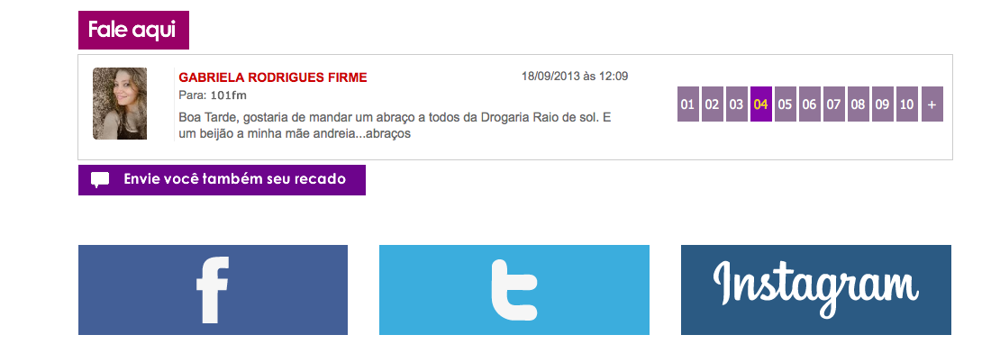 Fale aqui
GABRIELA RODRIGUES FIRME
18/09/2013 às 12:09
Para: 101fm
Boa Tarde, gostaria de mandar um abraço a todos da Drogaria Raio de sol. E
um beijão a minha mãe andreia...abraços
01 02 03 04 05 06 07 08 09 10 +
Envie você também seu recado
f
t
Instagram